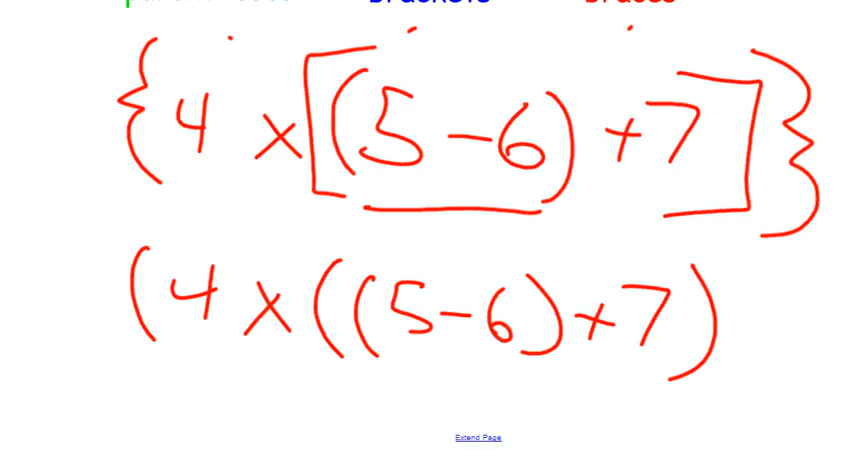 {4 × [(5 - 6) + 7]}
(4 × ((5 - 6) + 7)
Extend Page